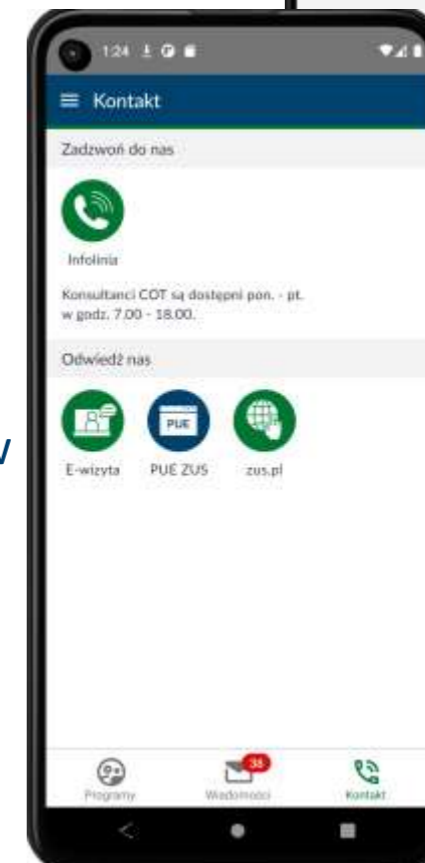 1:24
Kontakt
Zadzwoń do nas
Infolinia
Konsultanci COT są dostępni pon. - pt.
w godz. 7.00 - 18.00.
Odwiedź nas
PUE
E-wizyta PUE ZUS zus.pl
38
Programy Wiadomości Kontakt